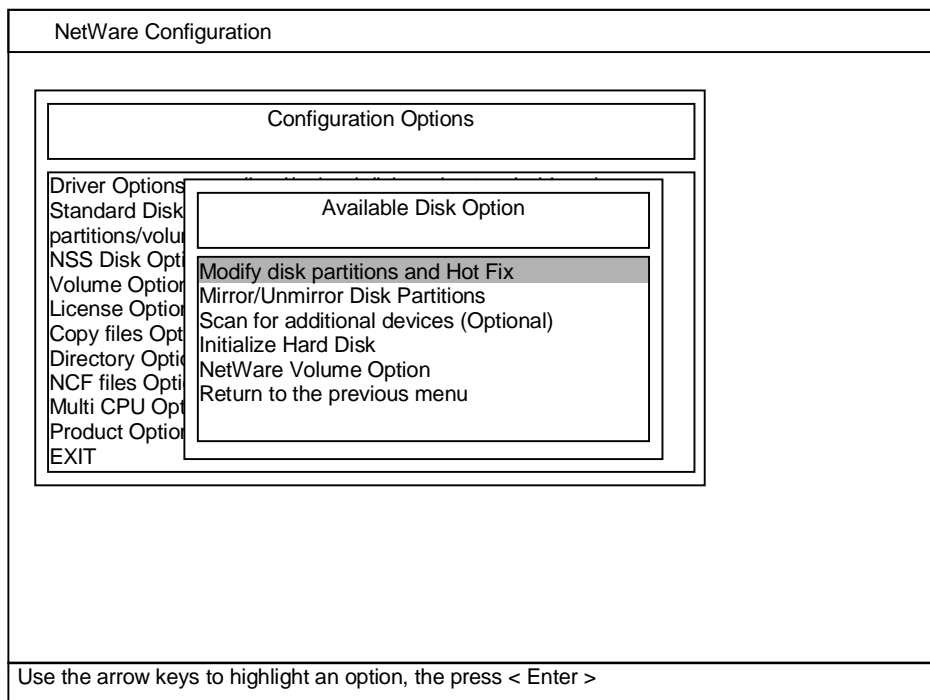 NetWare Configuration
Configuration Options
Driver Options
Standard Disk
partitions/volu
NSS Disk Opti
Volume Option
License Option
Copy files Opt
Directory Optio
NCF files Opti
Multi CPU Opt
Product Option
EXIT
Available Disk Option
Modify disk partitions and Hot Fix
Mirror/Unmirror Disk Partitions
Scan for additional devices (Optional)
Initialize Hard Disk
NetWare Volume Option
Return to the previous menu
Use the arrow keys to highlight an option, the press < Enter >